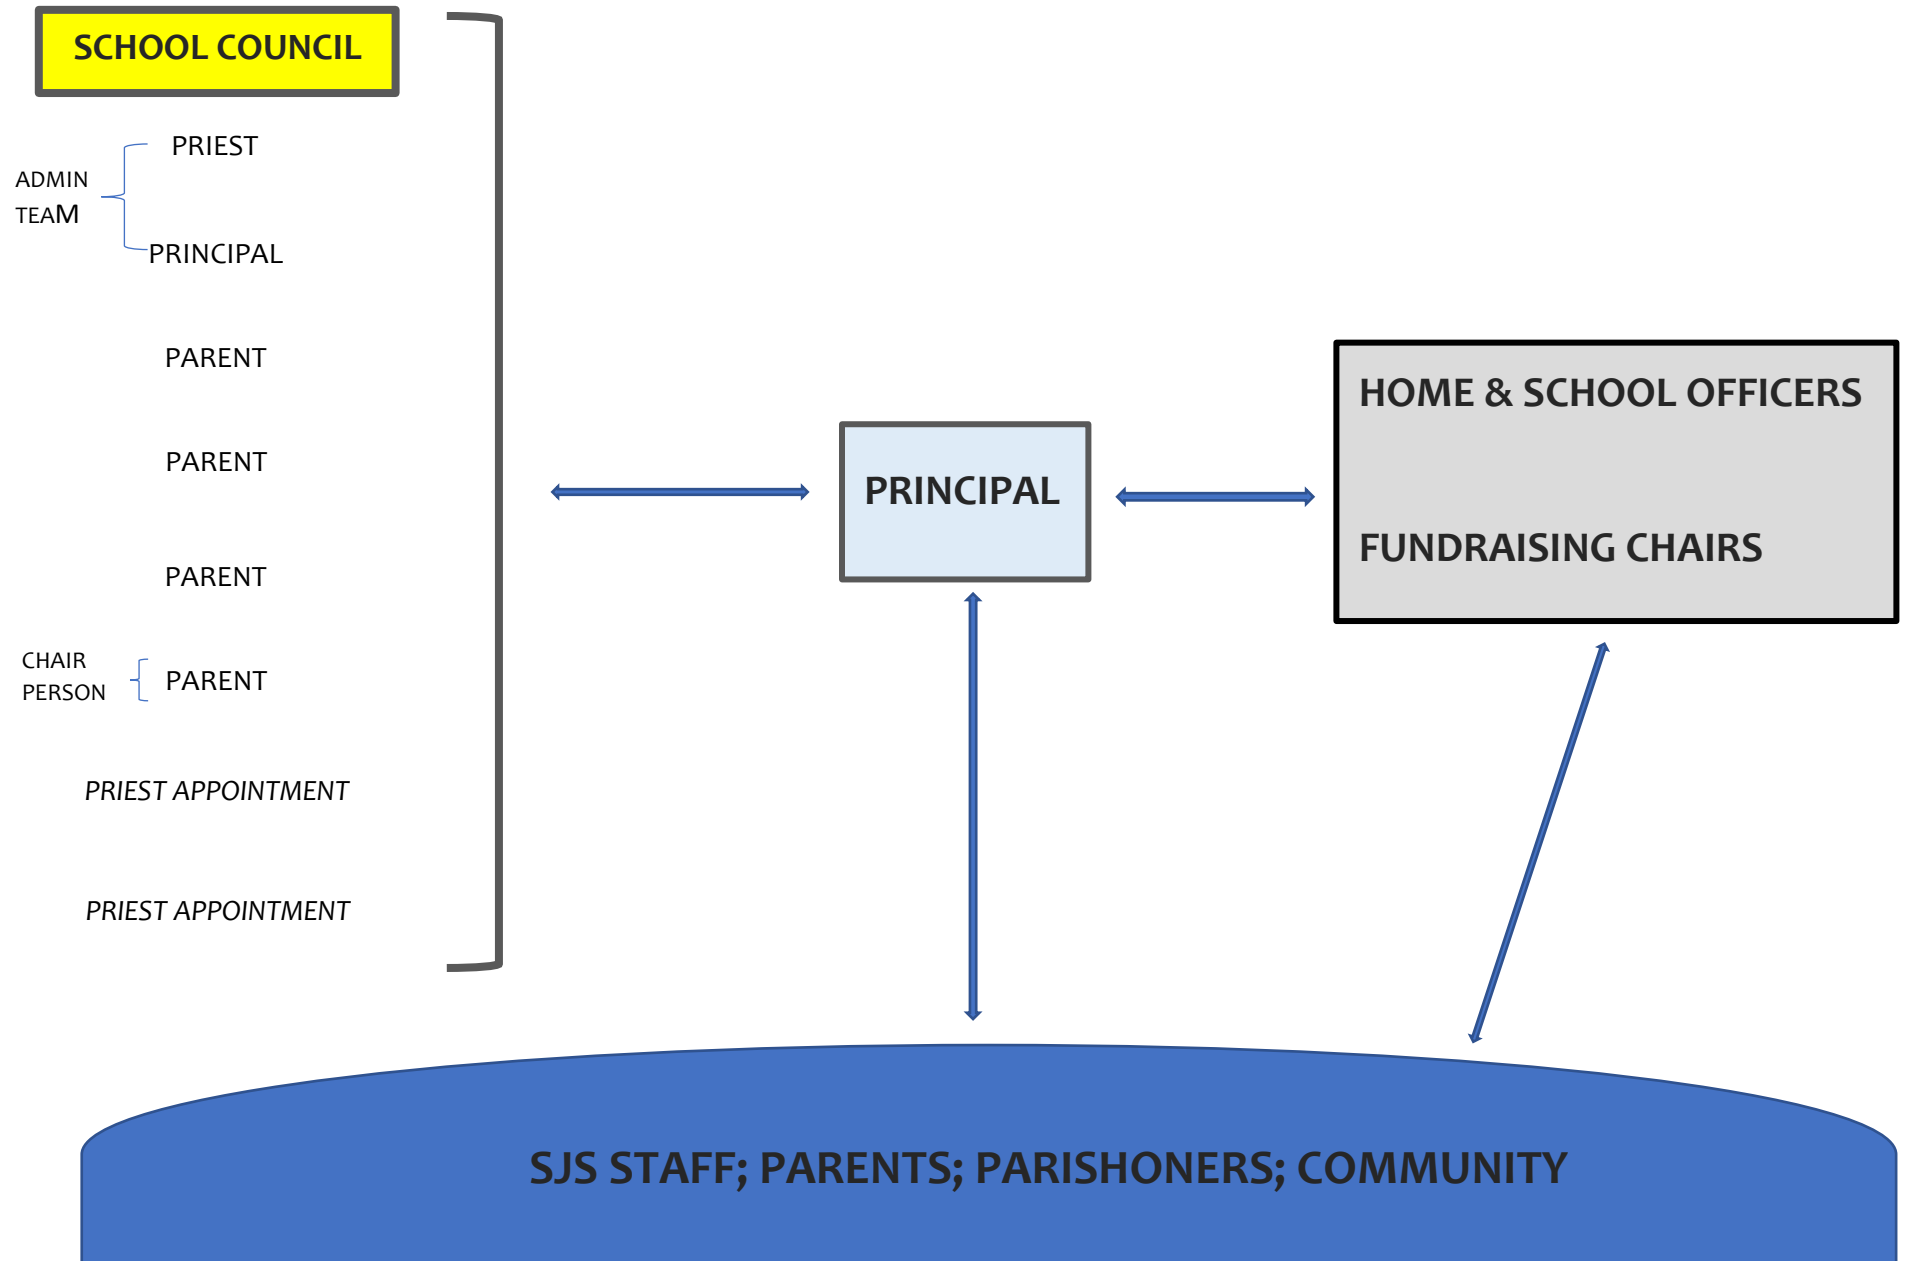 SCHOOL COUNCIL
PRIEST
ADMIN
TEAM
PRINCIPAL
PARENT
PARENT
PARENT
CHAIR
PERSON
PARENT
PRIEST APPOINTMENT
PRIEST APPOINTMENT
PRINCIPAL
HOME & SCHOOL OFFICERS
FUNDRAISING CHAIRS
SJS STAFF; PARENTS; PARISHONERS; COMMUNITY